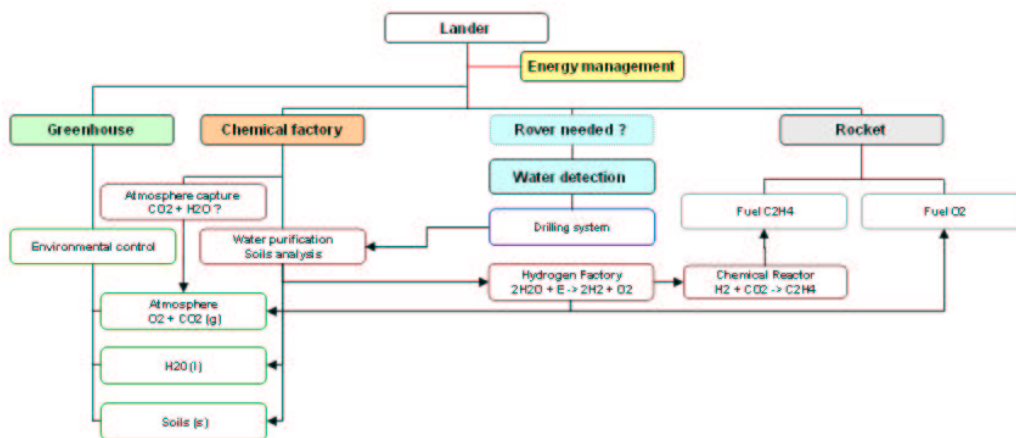 Lander
Energy management
Greenhouse
Chemical factory
Rover needed ?
Rocket
Water detection
Atmosphere capture
CO2 + H2O ?
Fuel C2H4
Fuel O2
Environmental control
Water purification
Soils analysis
Drilling system
Hydrogen Factory
2H2O + E -> 2H2 + O2
Chemical Reactor
H2 + CO2 -> C2H4
Atmosphere
O2 + CO2 (g)
H20 (l)
Soils (s)